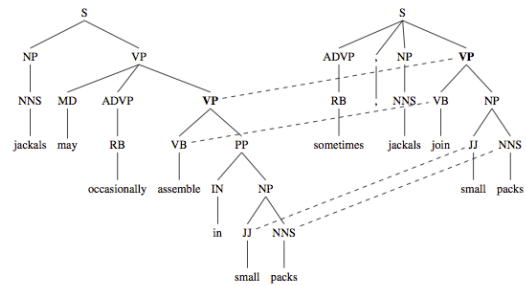 S S
NP VP ADVP , NP VP
NNS MD ADVP VP RB , NNS VB NP
jackals may RB VB PP sometimes jackals join JJ NNS
occasionally assemble IN NP small packs
in JJ NNS
small packs